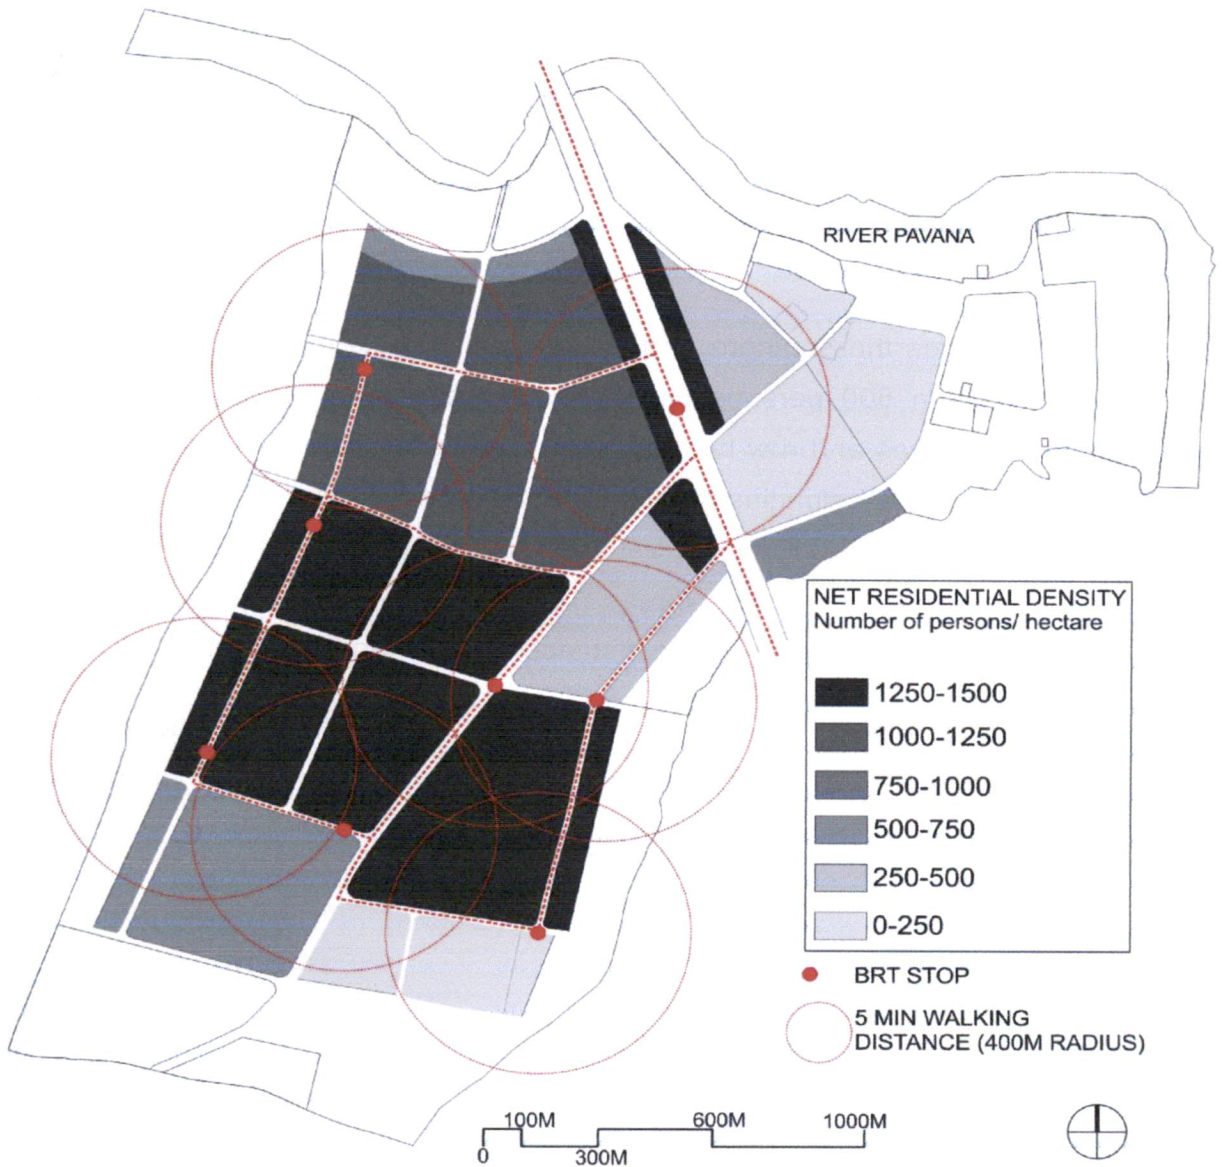 RIVER PAVANA
NET RESIDENTIAL DENSITY
Number of persons/ hectare
1250-1500
1000-1250
750-1000
500-750
250-500
0-250
BRT STOP
5 MIN WALKING
DISTANCE (400M RADIUS)
100M 600M 1000M
0 300M